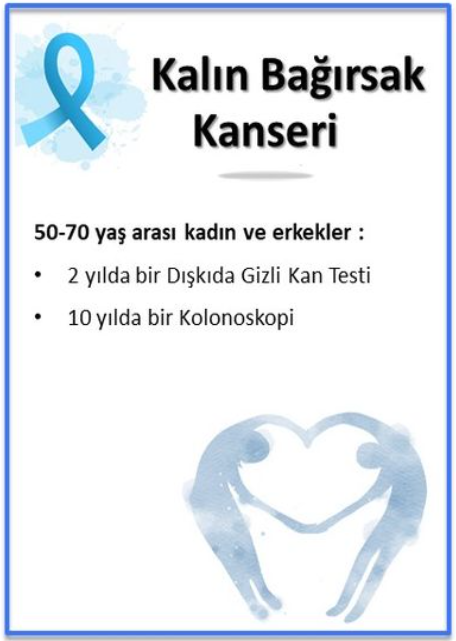 Kalın Bağırsak
Kanseri
50-70 yaş arası kadın ve erkekler :
• 2 yılda bir Dışkıda Gizli Kan Testi
• 10 yılda bir Kolonoskopi